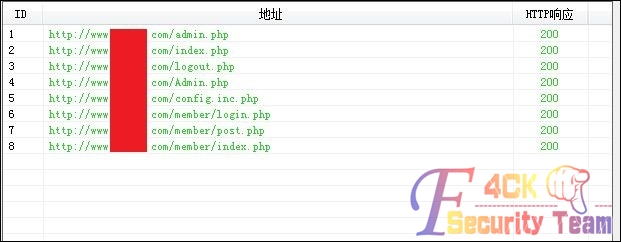 ID 地址 HTTP响应
1 http://www com/admin.php 200
2 http://www com/index.php 200
3 http://www com/logout.php 200
4 http://www com/Admin.php 200
5 http://www com/config.inc.php 200
6 http://www com/member/login.php 200
7 http://www com/member/post.php 200
8 http://www com/member/index.php 200
F4CK
Security Team